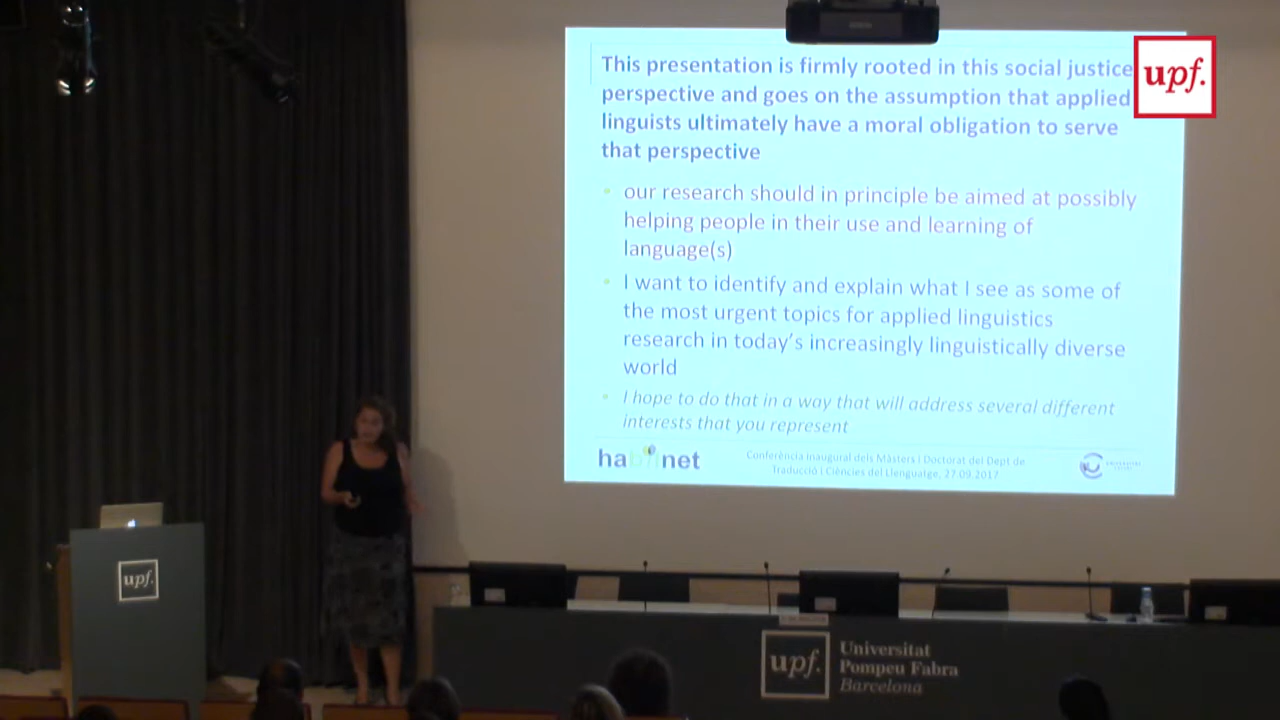 This presentation is firmly rooted in this social justice
perspective and goes on the assumption that applied
linguists ultimately have a moral obligation to serve
that perspective
our research should in principle be aimed at possibly
helping people in their use and learning of
language(s)
I want to identify and explain what I see as some of
the most urgent topics for applied linguistics
research in today's increasingly linguistically diverse
world
I hope to do that in a way that will address several different
interests that you represent
habilnet
Conferència Inaugural dels Màsters i Doctorat del Dept de
Traducció i Ciències del Llenguatge, 27.09.2017
upf.
upf.
upf.
Universitat
Pompeu Fabra
Barcelona